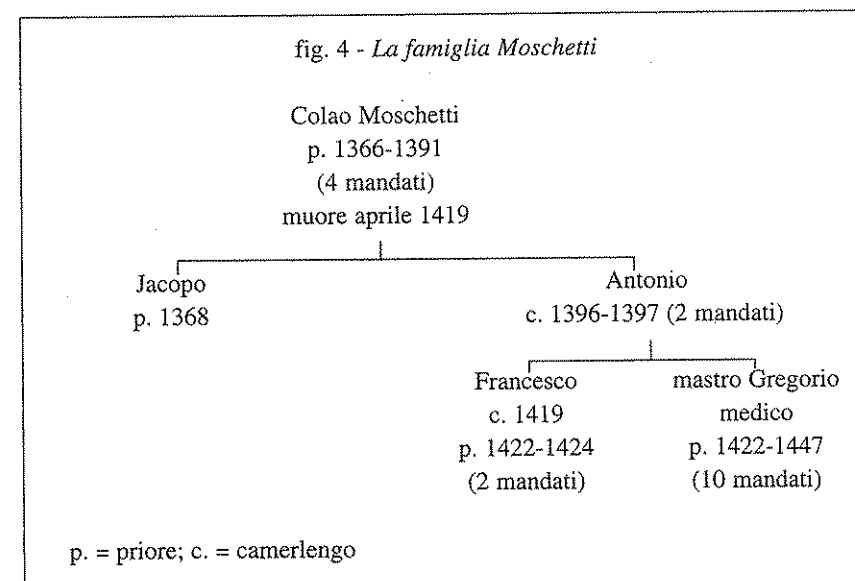 fig. 4 - La famiglia Moschetti
Colao Moschetti
p. 1366-1391
(4 mandati)
muore aprile 1419
Jacopo
p. 1368
Antonio
c. 1396-1397 (2 mandati)
Francesco
c. 1419
p. 1422-1424
(2 mandati)
mastro Gregorio
medico
p. 1422-1447
(10 mandati)
p. = priore; c. = camerlengo